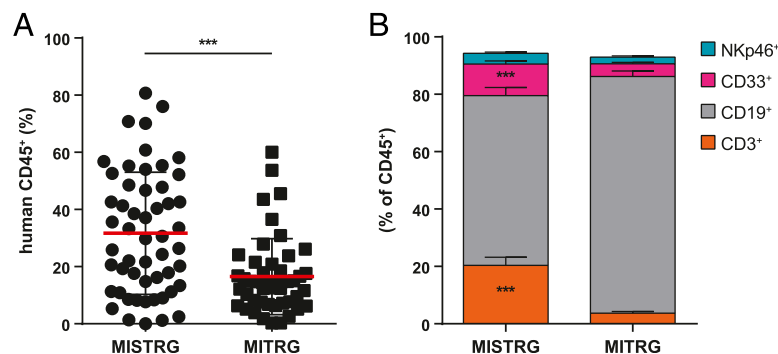 A
human CD45⁺ (%)
100
80
60
40
20
0
***
MISTRG
MITRG
B
(% of CD45⁺)
100
80
60
40
20
0
***
***
MISTRG
MITRG
NKp46⁺
CD33⁺
CD19⁺
CD3⁺